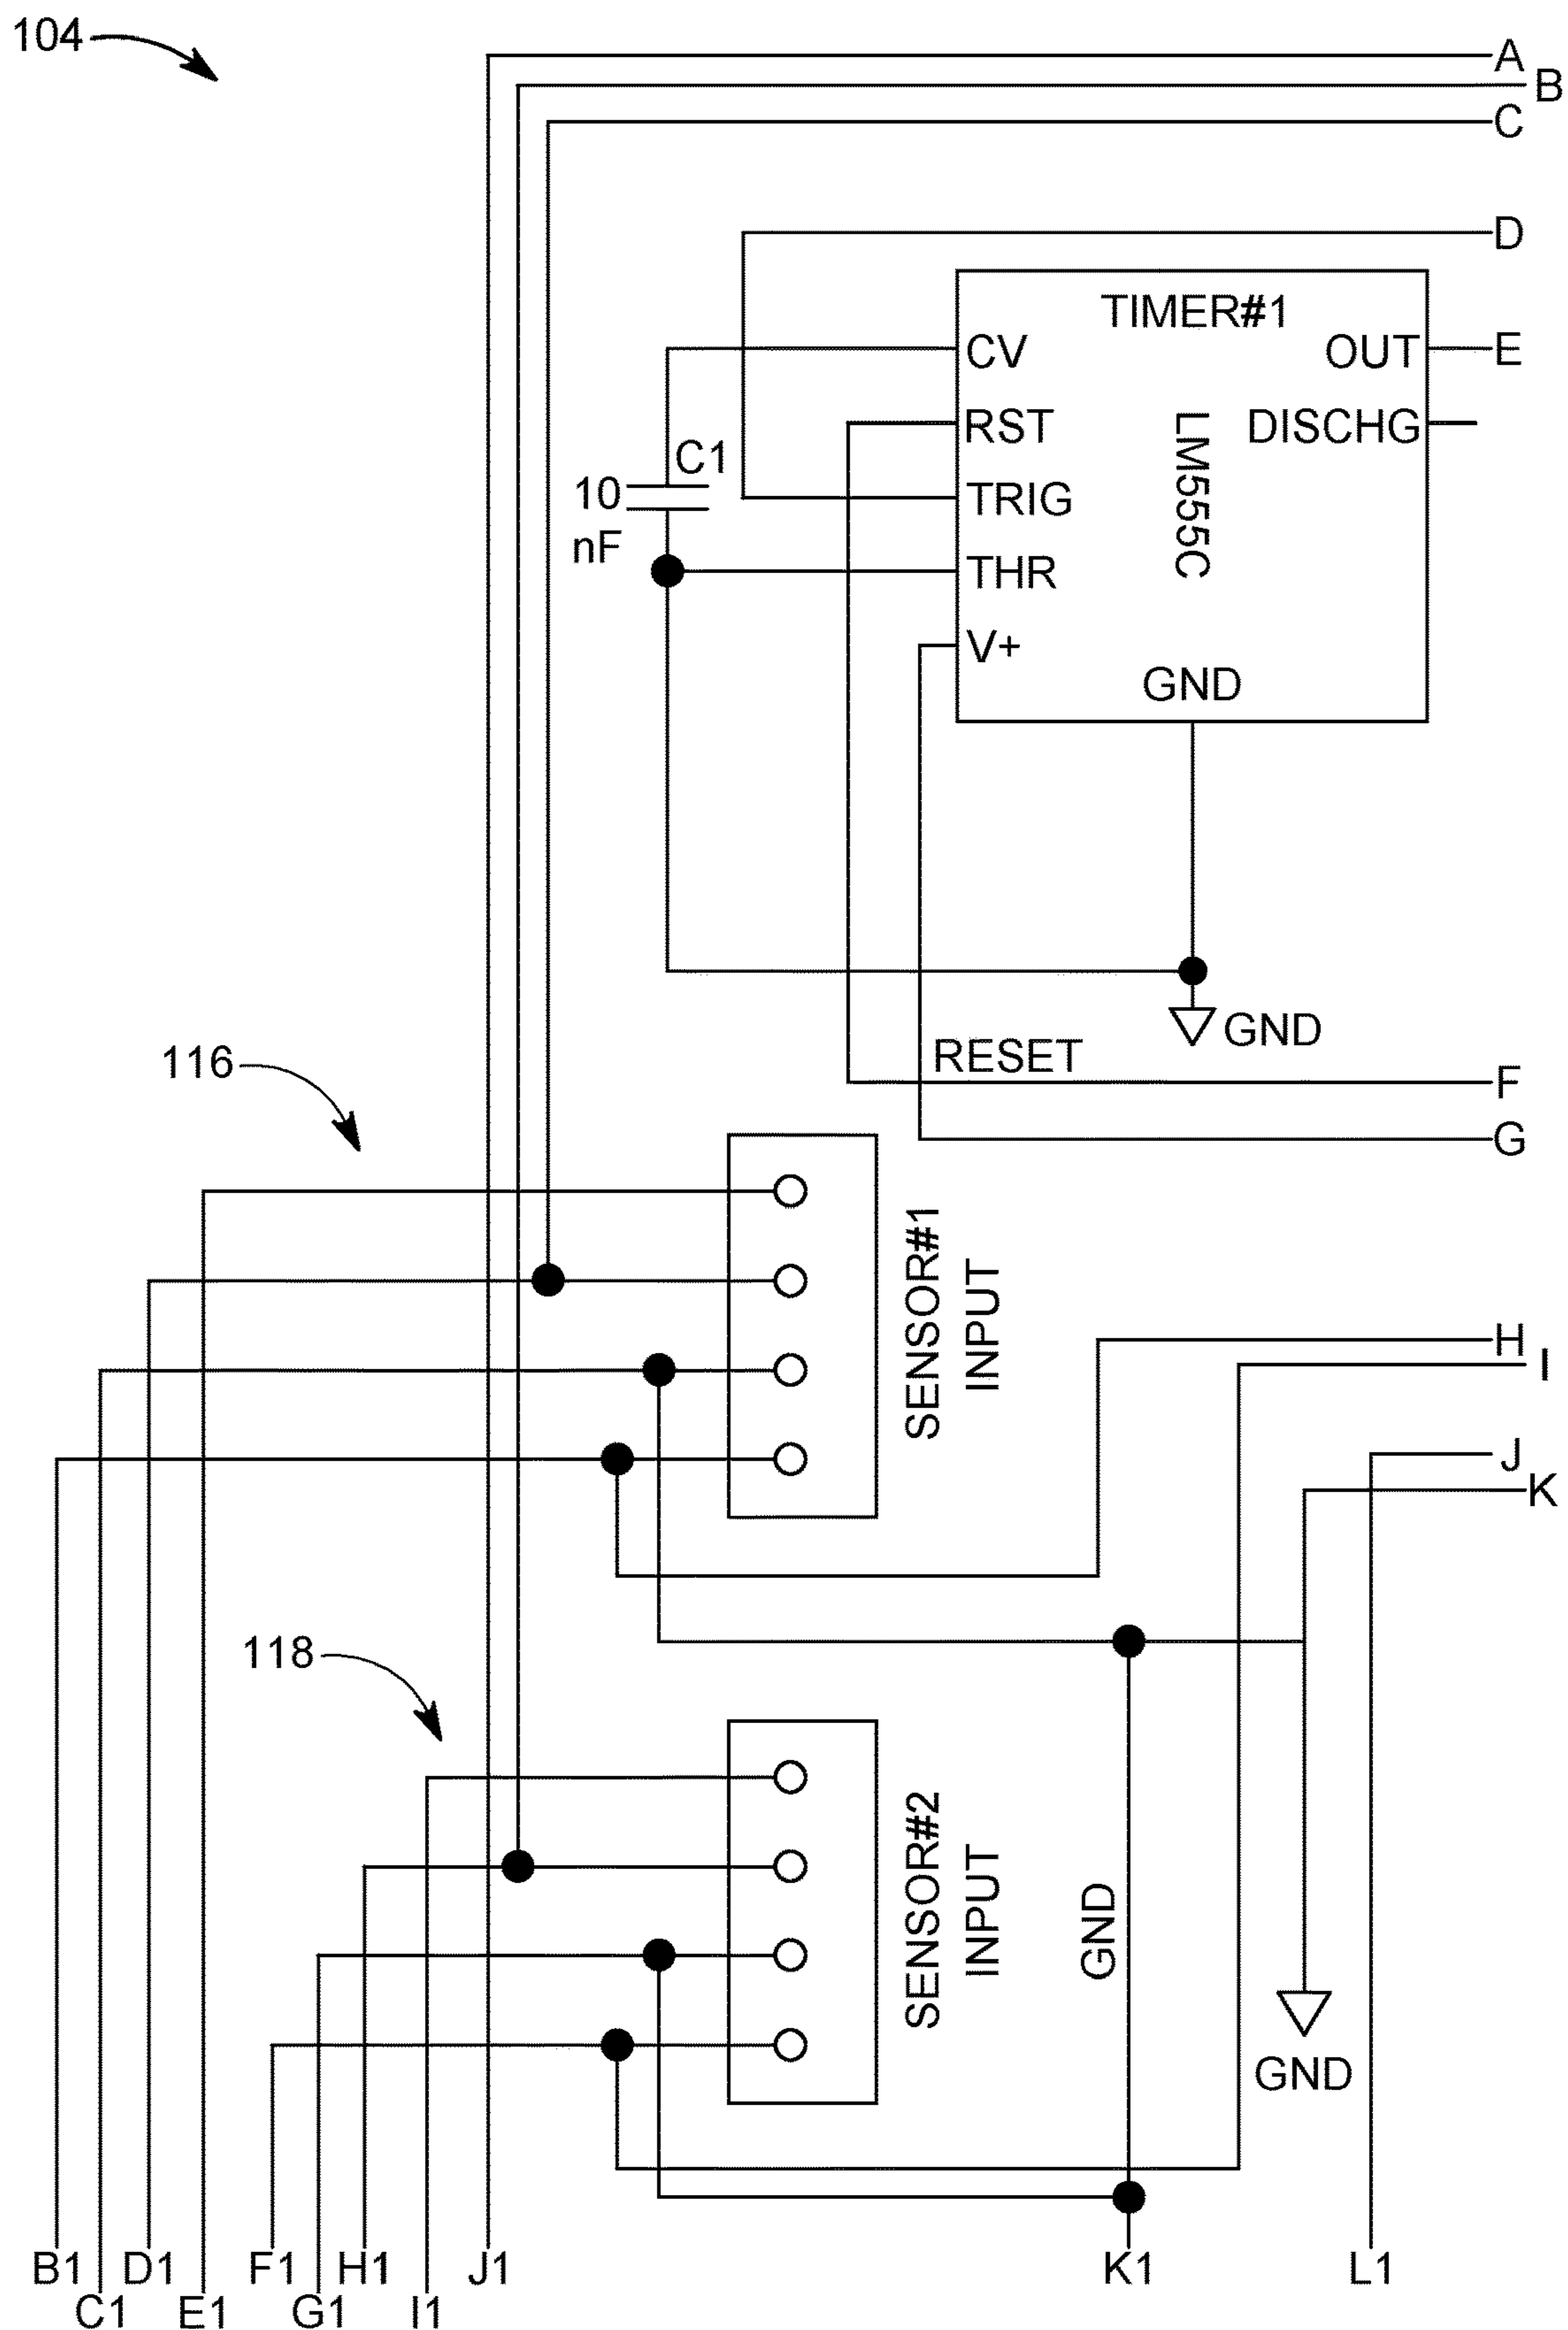 104
A
B
C
D
TIMER#1
CV
OUT
E
RST
DISCHG
LM555C
C1
10
nF
TRIG
THR
V+
GND
GND
RESET
F
G
116
SENSOR#1
INPUT
H
I
J
K
118
SENSOR#2
INPUT
GND
GND
B1
D1
F1
H1
J1
K1
L1
C1
E1
G1
I1